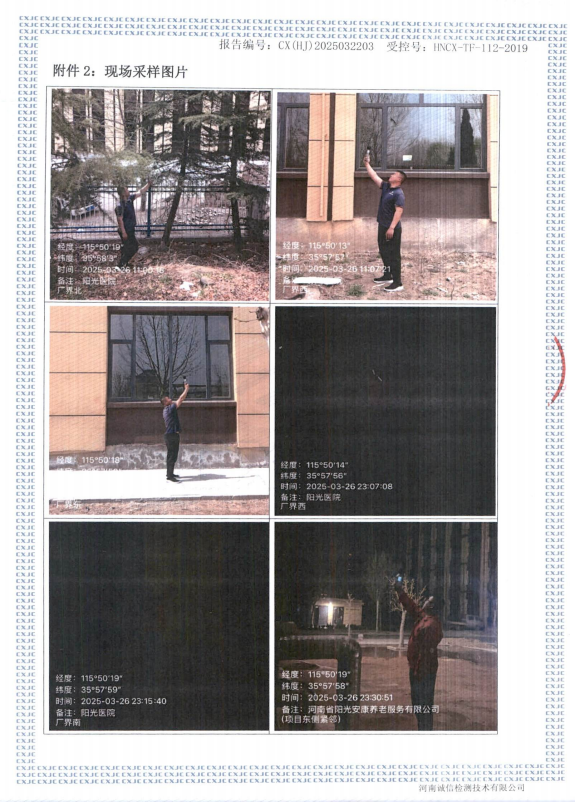 报告编号：CX(HJ)2025032203 受控号：HNCX-TF-112-2019
附件 2：现场采样图片
经度：115°50'19"
纬度：35°58'3"
时间：2025-03-26
备注：阳光医院
厂界北
经度：115°50'13"
纬度：35°57'57"
时间：2025-03-26 11:07:21
厂界西
经度：115°50'18"
经度：115°50'14"
纬度：35°57'56"
时间：2025-03-26 23:07:08
备注：阳光医院
厂界西
经度：115°50'19"
纬度：35°57'59"
时间：2025-03-26 23:15:40
备注：阳光医院
厂界南
经度：115°50'19"
纬度：35°57'58"
时间：2025-03-26 23:30:51
备注：河南省阳光安康养老服务有限公司
(项目东侧紧邻)
河南诚信检测技术有限公司